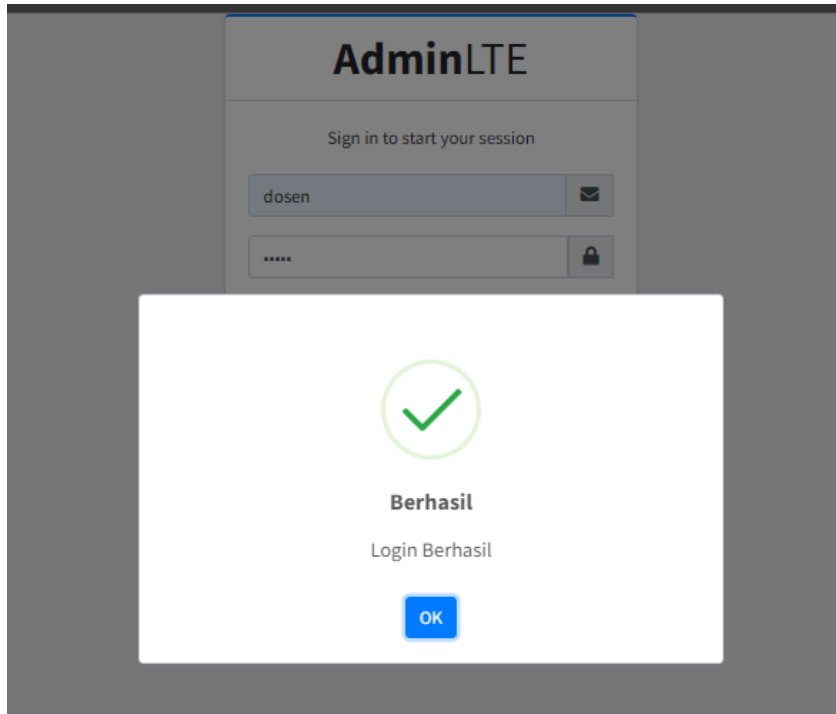 AdminLTE
Sign in to start your session
dosen
•••••
Berhasil
Login Berhasil
OK